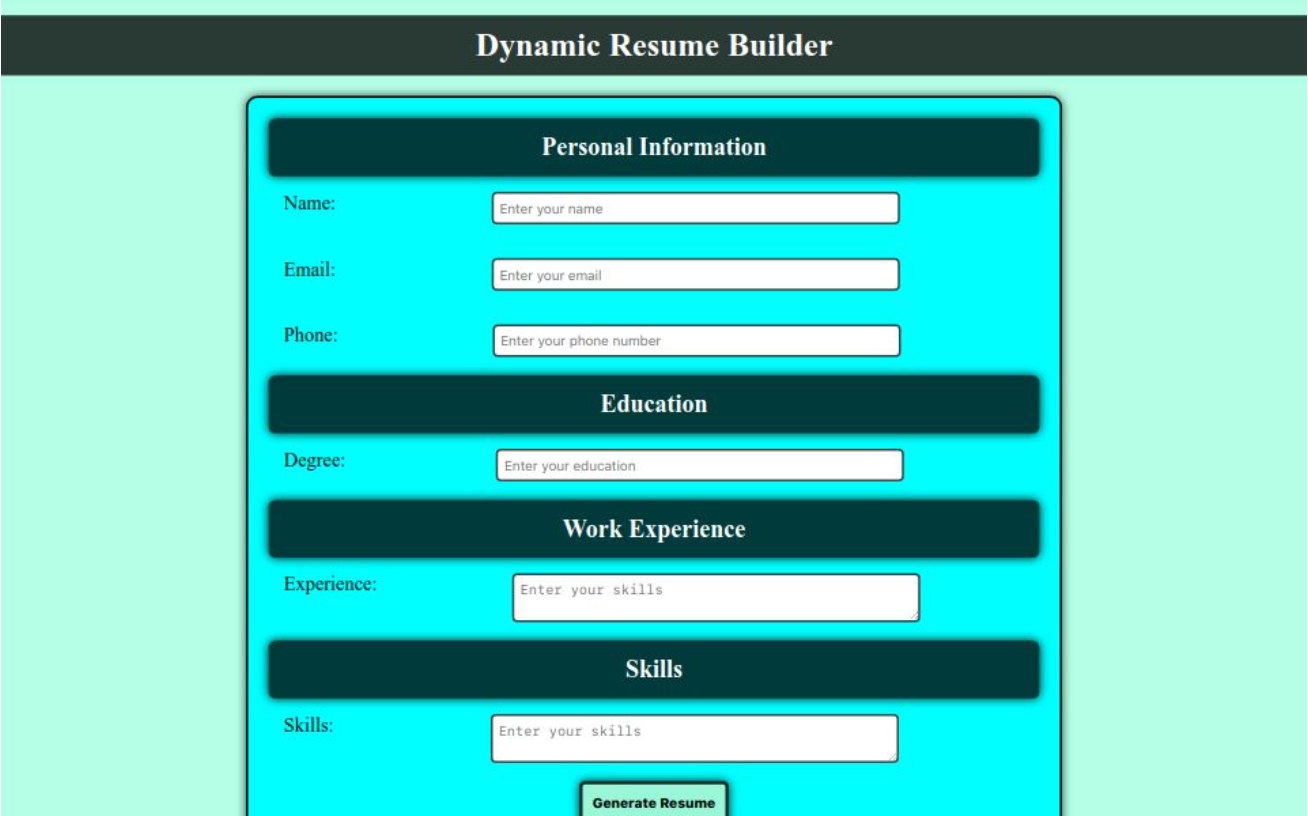 Dynamic Resume Builder
Personal Information
Name:
Enter your name
Email:
Enter your email
Phone:
Enter your phone number
Education
Degree:
Enter your education
Work Experience
Experience:
Enter your skills
Skills
Skills:
Enter your skills
Generate Resume